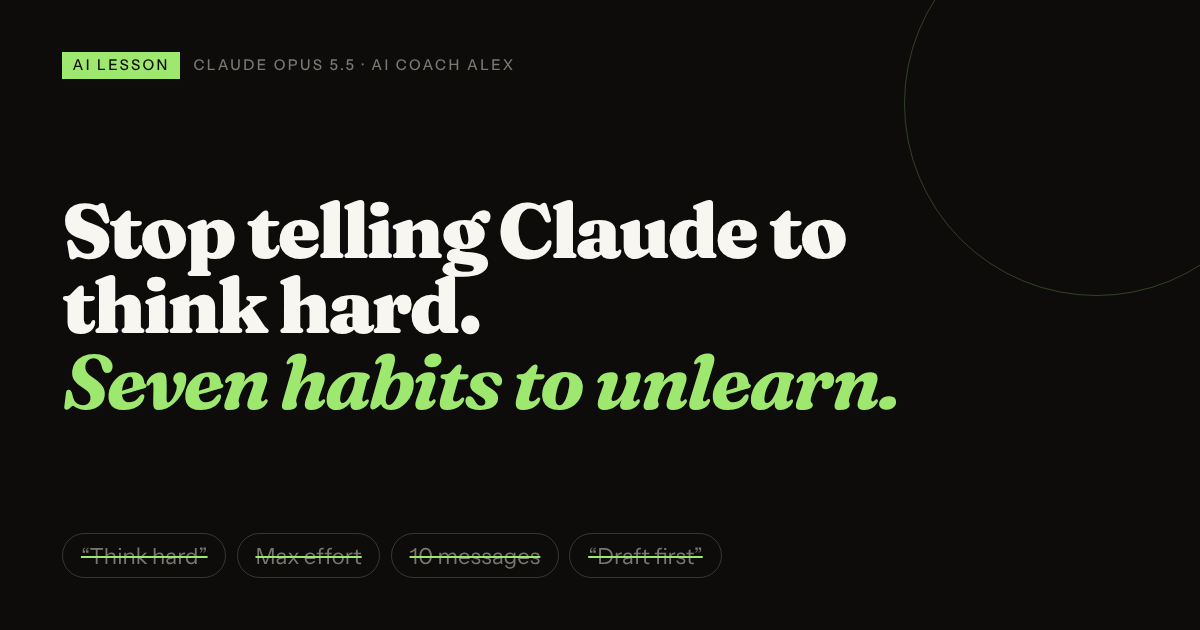 AI LESSON CLAUDE OPUS 5.5 · AI COACH ALEX
Stop telling Claude to
think hard.
Seven habits to unlearn.
“Think hard” Max effort 10 messages “Draft first”